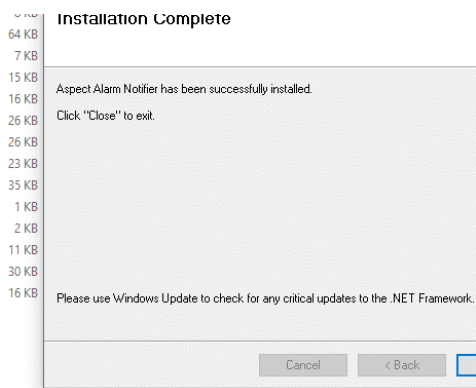 Installation Complete
64 KB
7 KB
15 KB
16 KB
Aspect Alarm Notifier has been successfully installed.
26 KB
Click "Close" to exit.
26 KB
23 KB
35 KB
1 KB
2 KB
11 KB
30 KB
16 KB
Please use Windows Update to check for any critical updates to the .NET Framework.
Cancel
< Back